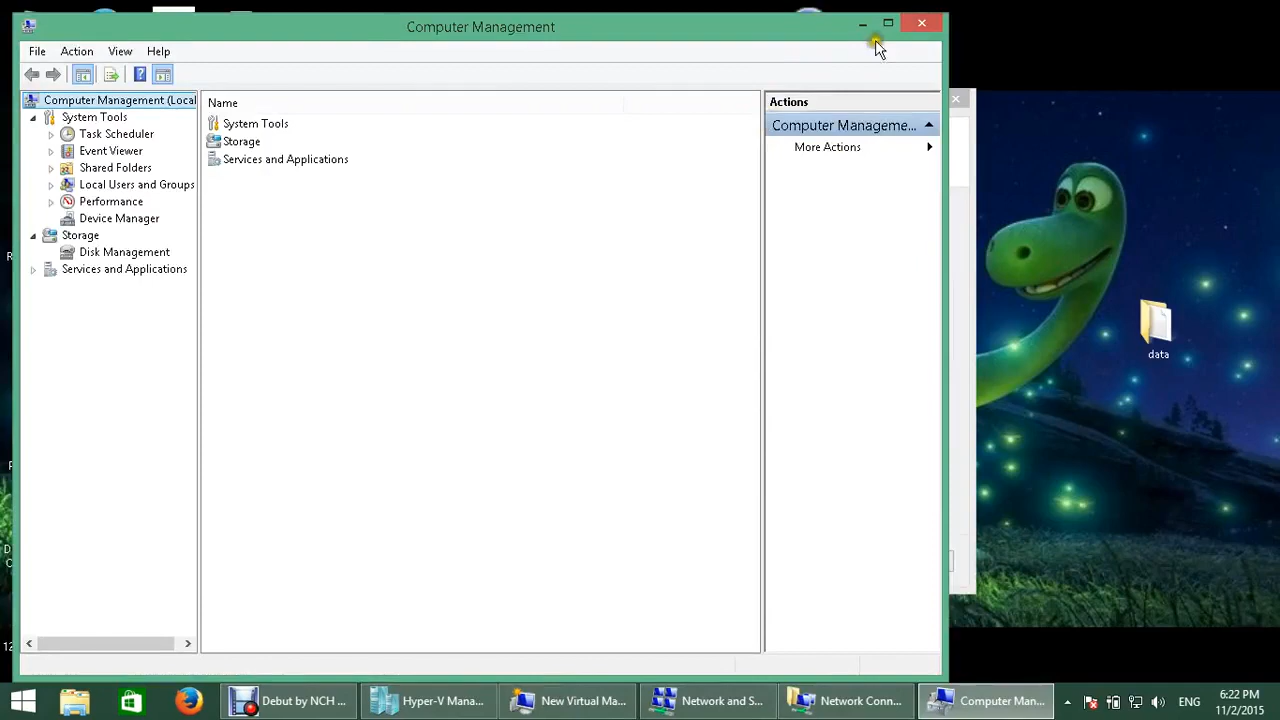 Computer Management
File Action View Help
Computer Management (Local
System Tools
Task Scheduler
Event Viewer
Shared Folders
Local Users and Groups
Performance
Device Manager
Storage
Disk Management
Services and Applications
Name
System Tools
Storage
Services and Applications
Actions
Computer Manageme...
More Actions
data
Debut by NCH ...
Hyper-V Mana...
New Virtual Ma...
Network and S...
Network Conn...
Computer Man...
ENG
6:22 PM
11/2/2015